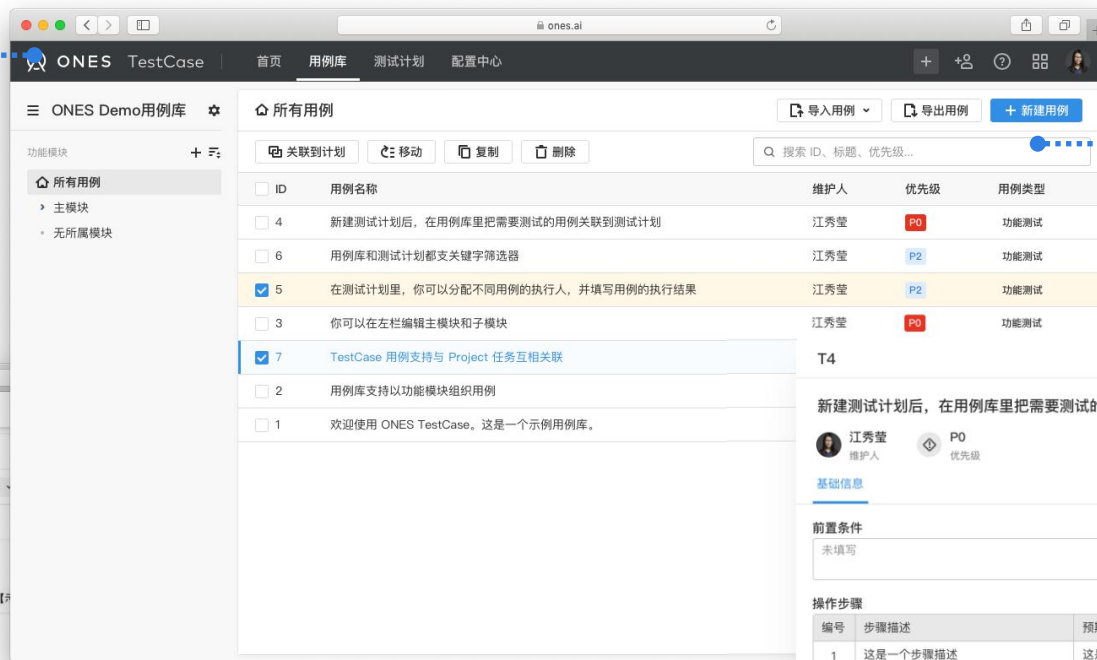 ones.ai
ONES TestCase 首页 用例库 测试计划 配置中心
ONES Demo用例库
所有用例 导入用例 导出用例 + 新建用例
功能模块
关联到计划 移动 复制 删除 搜索 ID、标题、优先级...
所有用例
主模块
无所属模块
ID 用例名称 维护人 优先级 用例类型
4 新建测试计划后，在用例库里把需要测试的用例关联到测试计划 江秀莹 P0 功能测试
6 用例库和测试计划都支关键字筛选器 江秀莹 P2 功能测试
5 在测试计划里，你可以分配不同用例的执行人，并填写用例的执行结果 江秀莹 P2 功能测试
3 你可以在左栏编辑主模块和子模块 江秀莹 P0 功能测试
7 TestCase 用例支持与 Project 任务互相关联
2 用例库支持以功能模块组织用例
1 欢迎使用 ONES TestCase。这是一个示例用例库。
T4
新建测试计划后，在用例库里把需要测试的
江秀莹 P0
维护人 优先级
基础信息
前置条件
未填写
操作步骤
编号 步骤描述 预
1 这是一个步骤描述 这